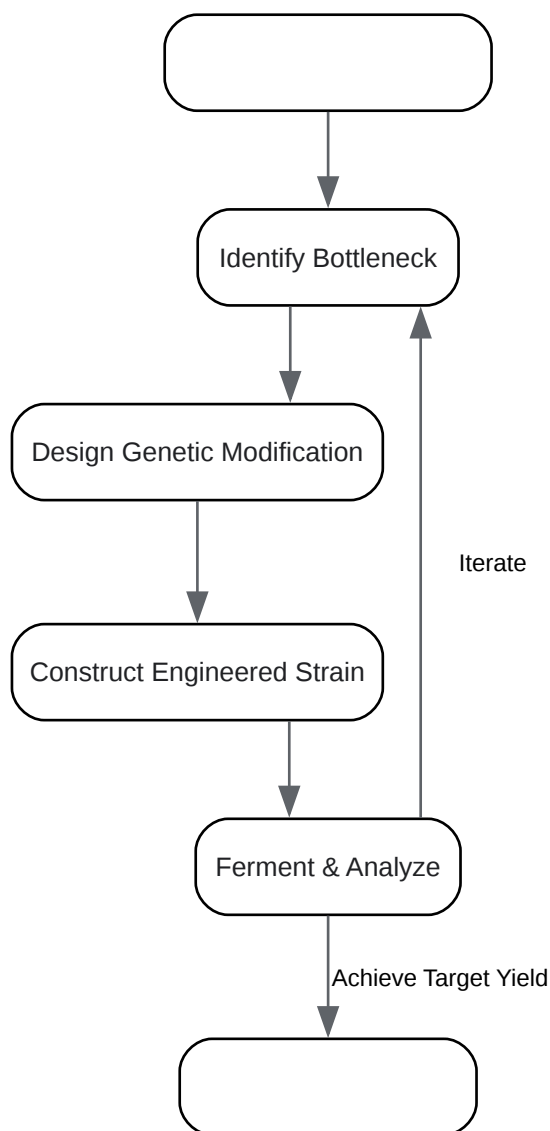 Identify Bottleneck
Design Genetic Modification
Iterate
Construct Engineered Strain
Ferment & Analyze
Achieve Target Yield